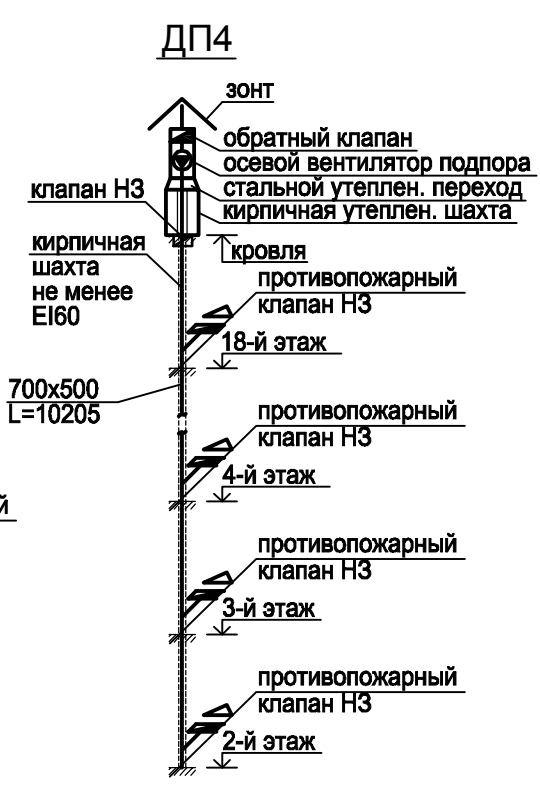 ДП4
зонт
обратный клапан
осевой вентилятор подпора
стальной утеплен. переход
клапан НЗ
кирпичная утеплен. шахта
кровля
кирпичная
шахта
не менее
EI60
противопожарный
клапан НЗ
18-й этаж
700х500
L=10205
противопожарный
клапан НЗ
4-й этаж
й
противопожарный
клапан НЗ
3-й этаж
противопожарный
клапан НЗ
2-й этаж